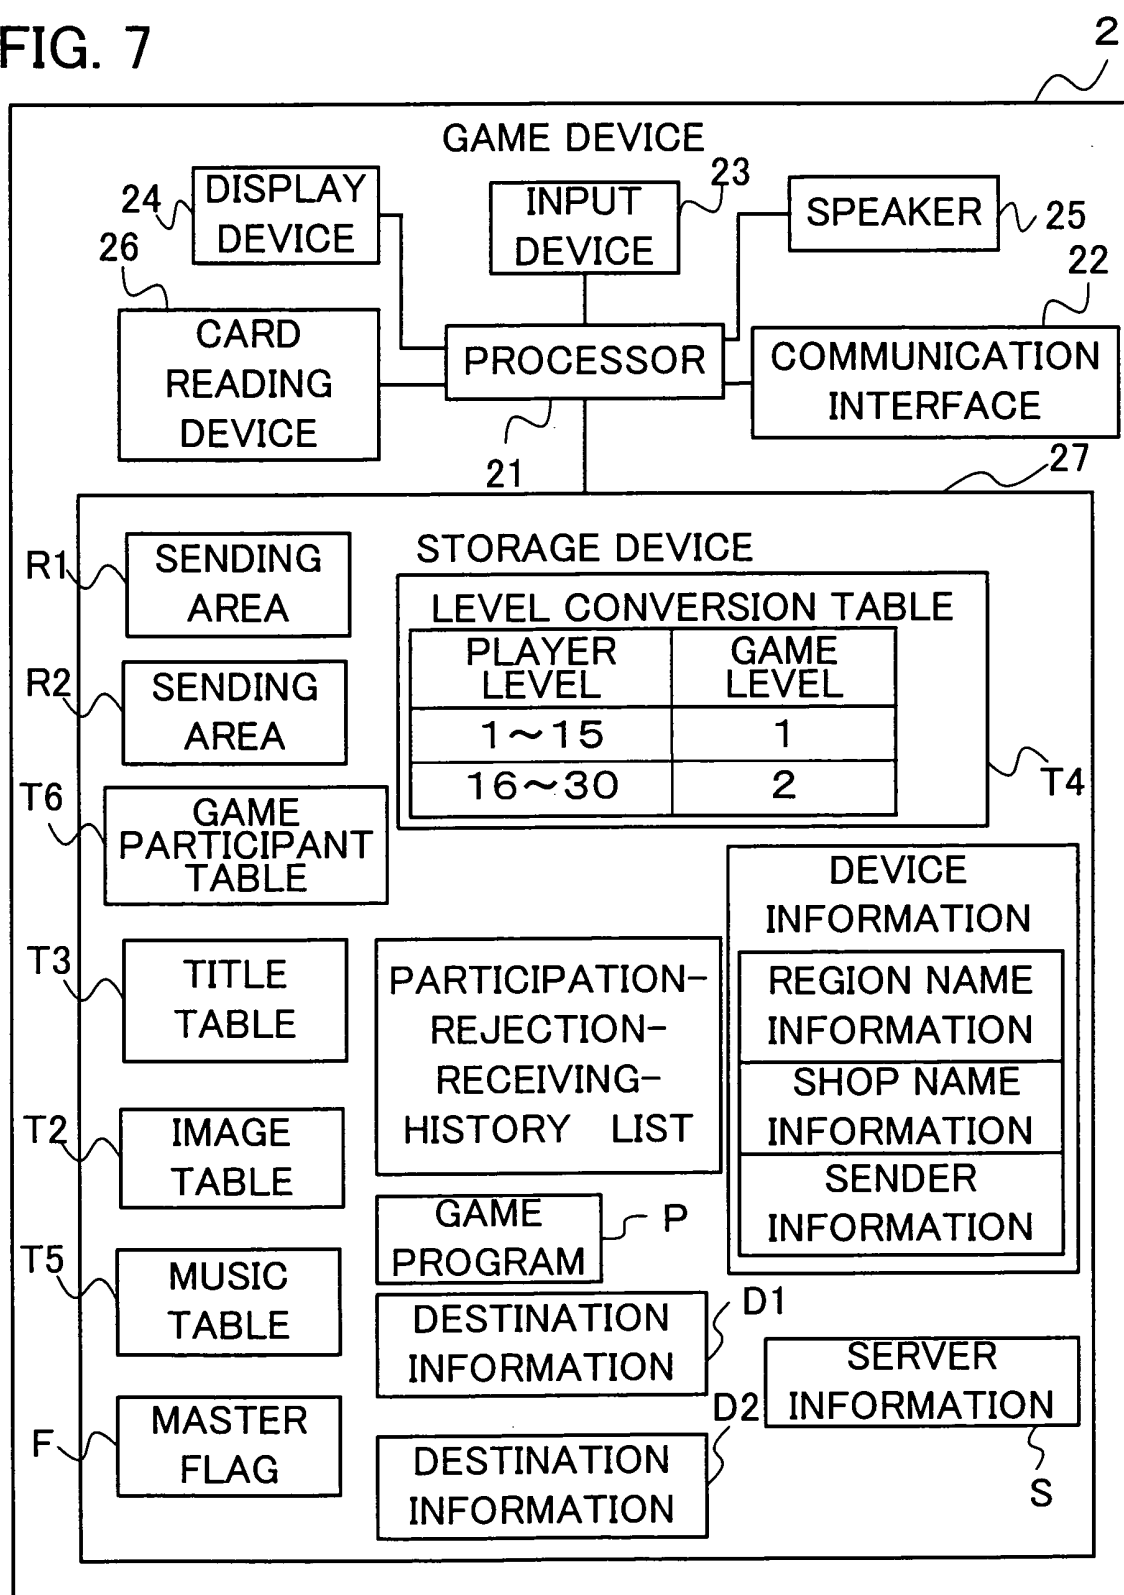 FIG. 7
2
GAME DEVICE
24
DISPLAY
DEVICE
INPUT
DEVICE
23
SPEAKER
25
26
CARD
READING
DEVICE
PROCESSOR
21
22
COMMUNICATION
INTERFACE
27
STORAGE DEVICE
R1
SENDING
AREA
R2
SENDING
AREA
LEVEL CONVERSION TABLE
PLAYER
LEVEL
GAME
LEVEL
1～15
1
16～30
2
T4
T6
GAME
PARTICIPANT
TABLE
T3
TITLE
TABLE
PARTICIPATION-
REJECTION-
RECEIVING-
HISTORY LIST
DEVICE
INFORMATION
REGION NAME
INFORMATION
SHOP NAME
INFORMATION
SENDER
INFORMATION
T2
IMAGE
TABLE
GAME
PROGRAM
P
T5
MUSIC
TABLE
DESTINATION
INFORMATION
D1
SERVER
INFORMATION
S
F
MASTER
FLAG
DESTINATION
INFORMATION
D2